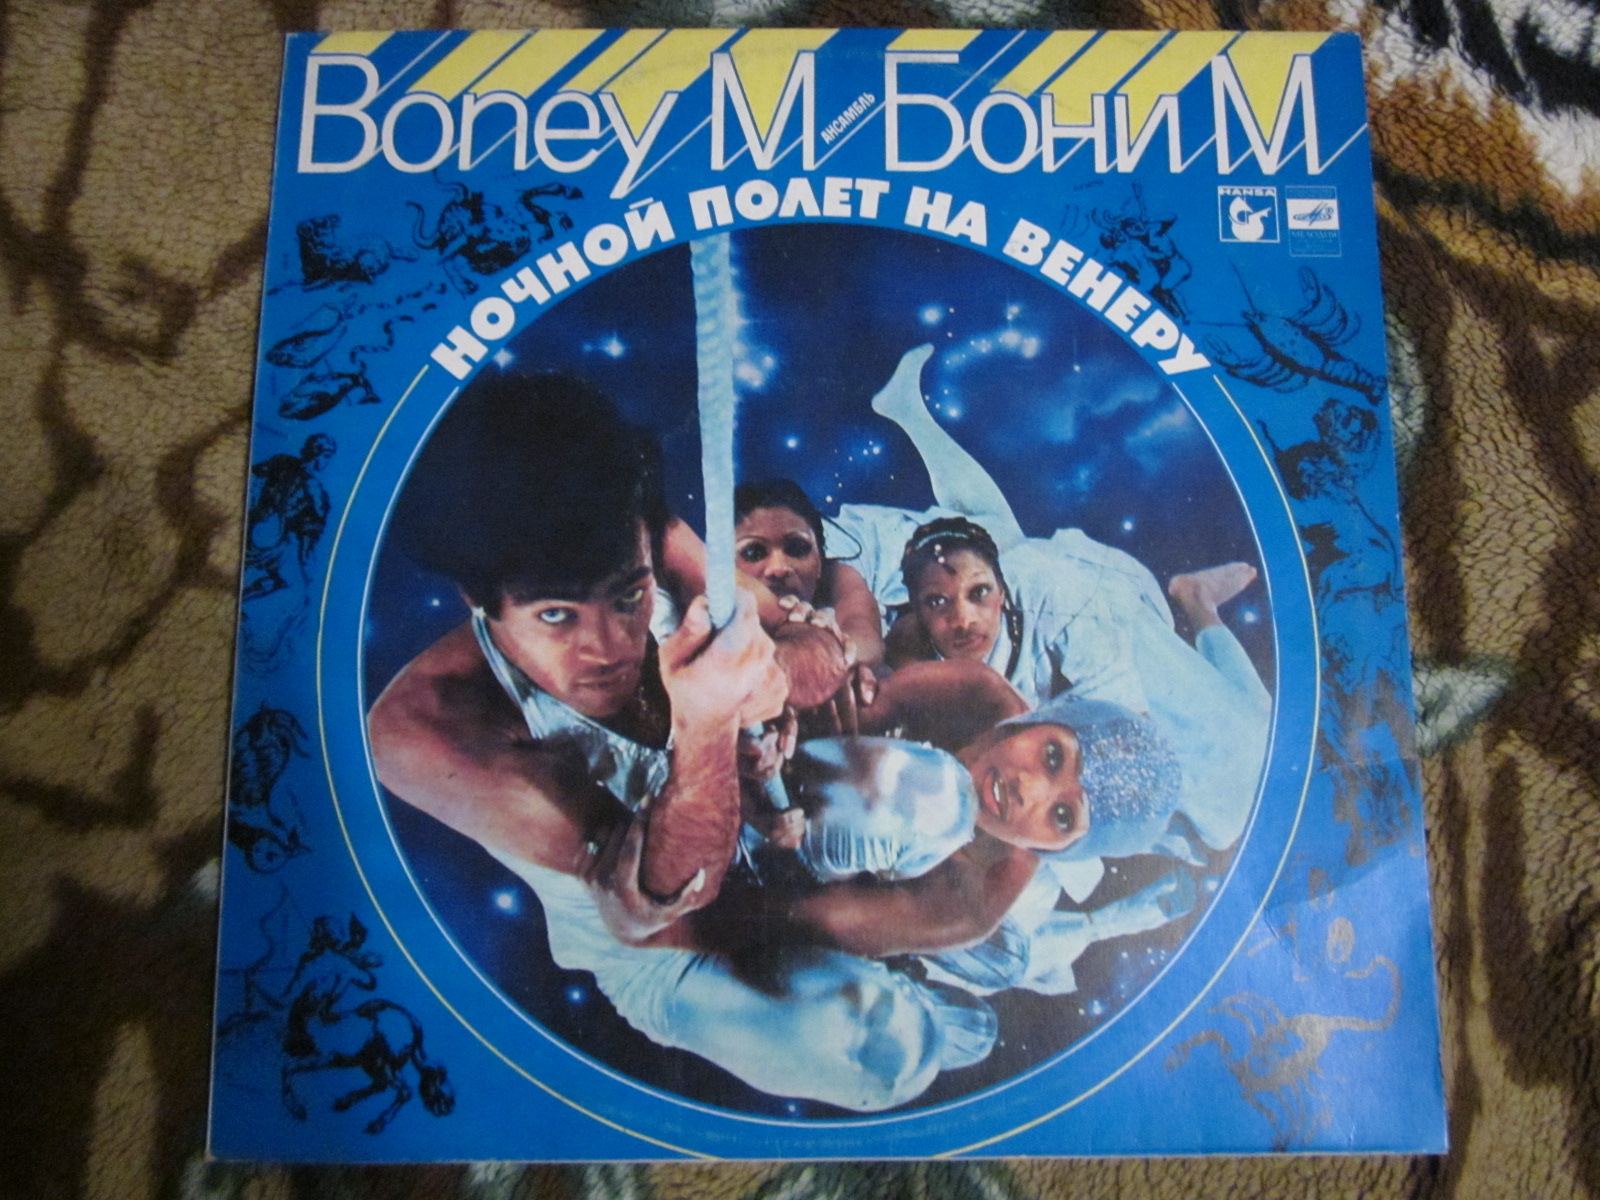 Boney M АНСАМБЛЬ Бони М
НОЧНОЙ ПОЛЕТ НА ВЕНЕРУ
HANSA
МЕЛОДИЯ